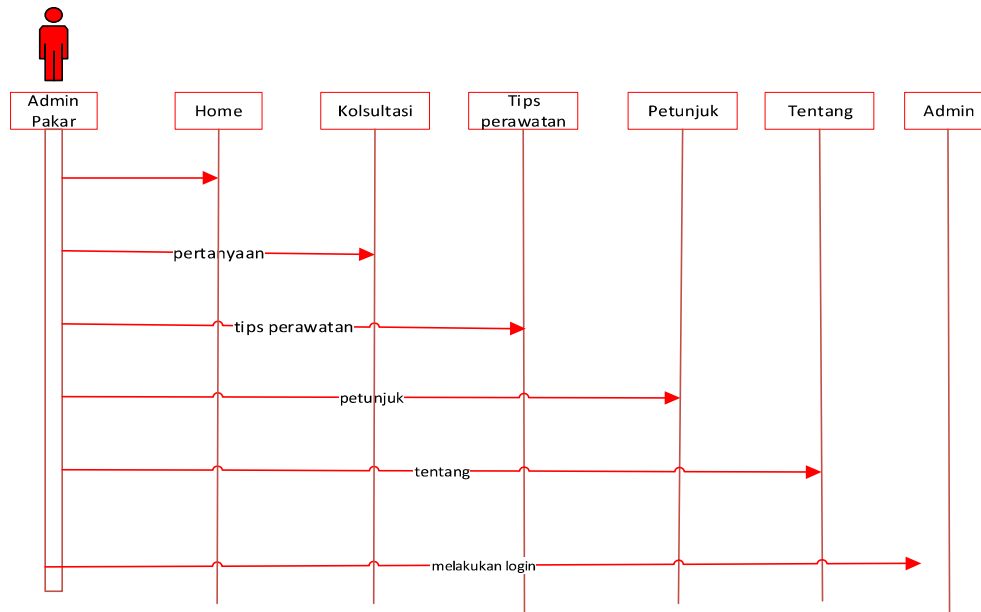 Admin
Pakar
Home
Kolsultasi
Tips
perawatan
Petunjuk
Tentang
Admin
pertanyaan
tips perawatan
petunjuk
tentang
melakukan login